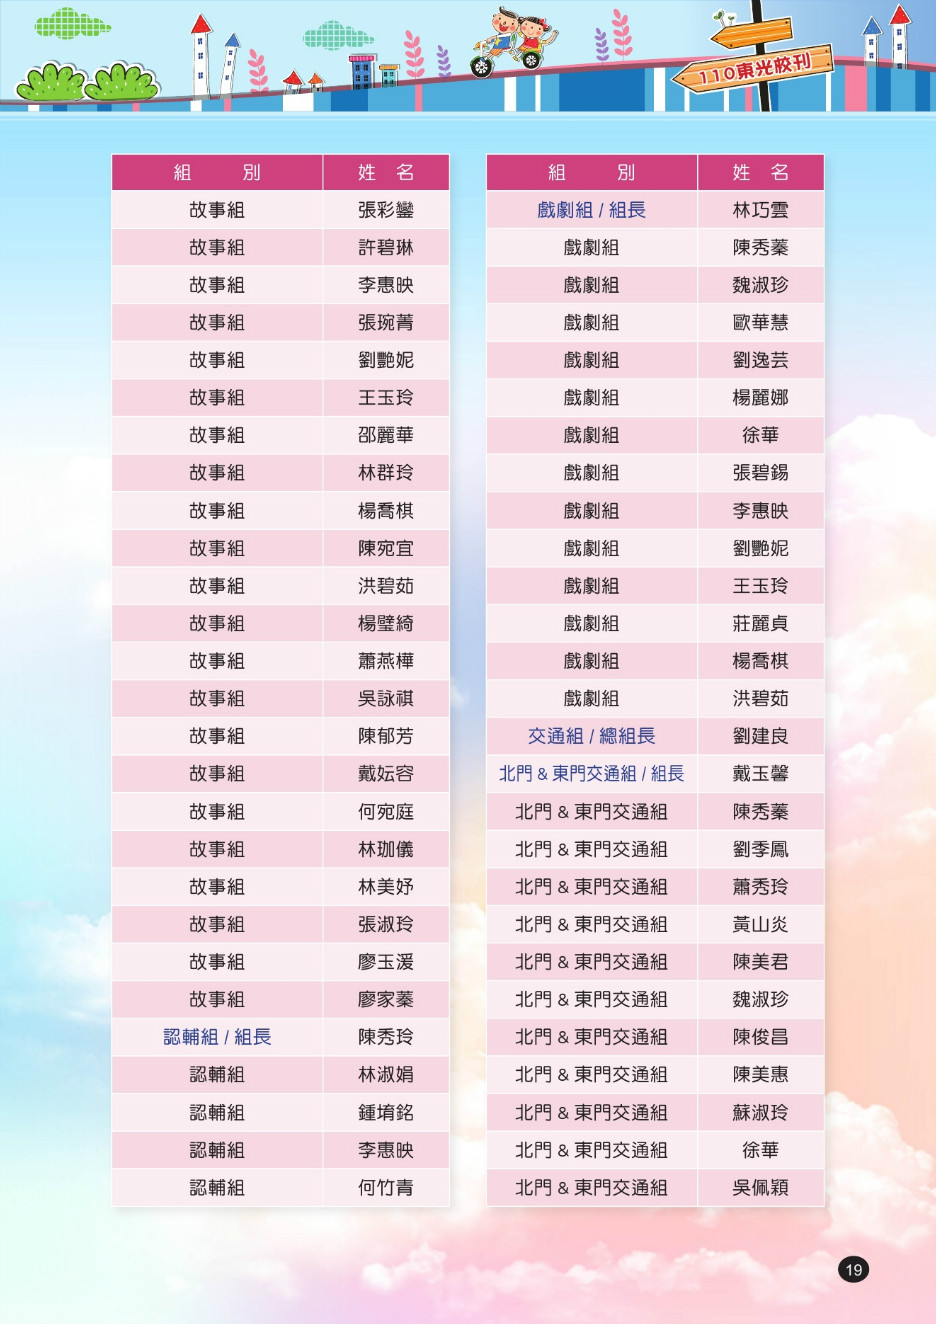 110東光校刊
組別 姓名
故事組 張彩鑾
故事組 許碧琳
故事組 李惠映
故事組 張琬菁
故事組 劉艷妮
故事組 王玉玲
故事組 邵麗華
故事組 林群玲
故事組 楊喬棋
故事組 陳宛宜
故事組 洪碧茹
故事組 楊璧綺
故事組 蕭燕樺
故事組 吳詠祺
故事組 陳郁芳
故事組 戴妘容
故事組 何宛庭
故事組 林珈儀
故事組 林美妤
故事組 張淑玲
故事組 廖玉湲
故事組 廖家蓁
認輔組 / 組長 陳秀玲
認輔組 林淑娟
認輔組 鍾堉銘
認輔組 李惠映
認輔組 何竹青
組別 姓名
戲劇組 / 組長 林巧雲
戲劇組 陳秀蓁
戲劇組 魏淑珍
戲劇組 歐華慧
戲劇組 劉逸芸
戲劇組 楊麗娜
戲劇組 徐華
戲劇組 張碧錫
戲劇組 李惠映
戲劇組 劉艷妮
戲劇組 王玉玲
戲劇組 莊麗貞
戲劇組 楊喬棋
戲劇組 洪碧茹
交通組 / 總組長 劉建良
北門 & 東門交通組 / 組長 戴玉馨
北門 & 東門交通組 陳秀蓁
北門 & 東門交通組 劉季鳳
北門 & 東門交通組 蕭秀玲
北門 & 東門交通組 黃山炎
北門 & 東門交通組 陳美君
北門 & 東門交通組 魏淑珍
北門 & 東門交通組 陳俊昌
北門 & 東門交通組 陳美惠
北門 & 東門交通組 蘇淑玲
北門 & 東門交通組 徐華
北門 & 東門交通組 吳佩穎
19